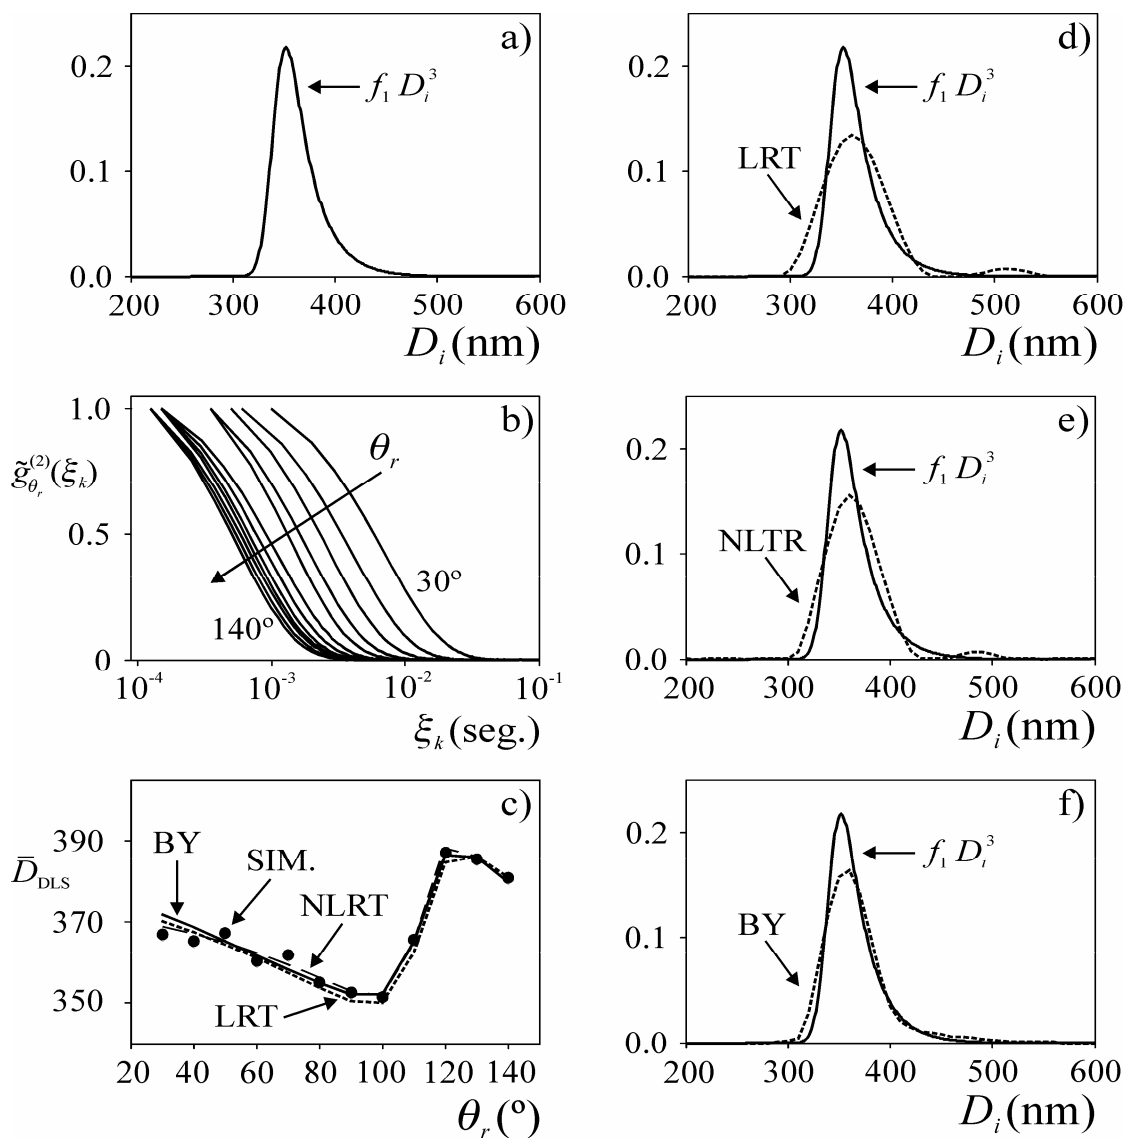 a)
0.2
0.1
0.0
f₁ Dᵢ³
200 300 400 500 600
Dᵢ (nm)
d)
0.2
0.1
0.0
f₁ Dᵢ³
LRT
200 300 400 500 600
Dᵢ (nm)
b)
1.0
0.5
0
g̃⁽²⁾θᵣ(ξₖ)
θᵣ
30º
140º
10⁻⁴ 10⁻³ 10⁻² 10⁻¹
ξₖ (seg.)
e)
0.2
0.1
0.0
f₁ Dᵢ³
NLTR
200 300 400 500 600
Dᵢ (nm)
c)
390
370
350
D̄DLS
BY
SIM.
NLRT
LRT
20 40 60 80 100 120 140
θᵣ (º)
f)
0.2
0.1
0.0
f₁ Dᵢ³
BY
200 300 400 500 600
Dᵢ (nm)